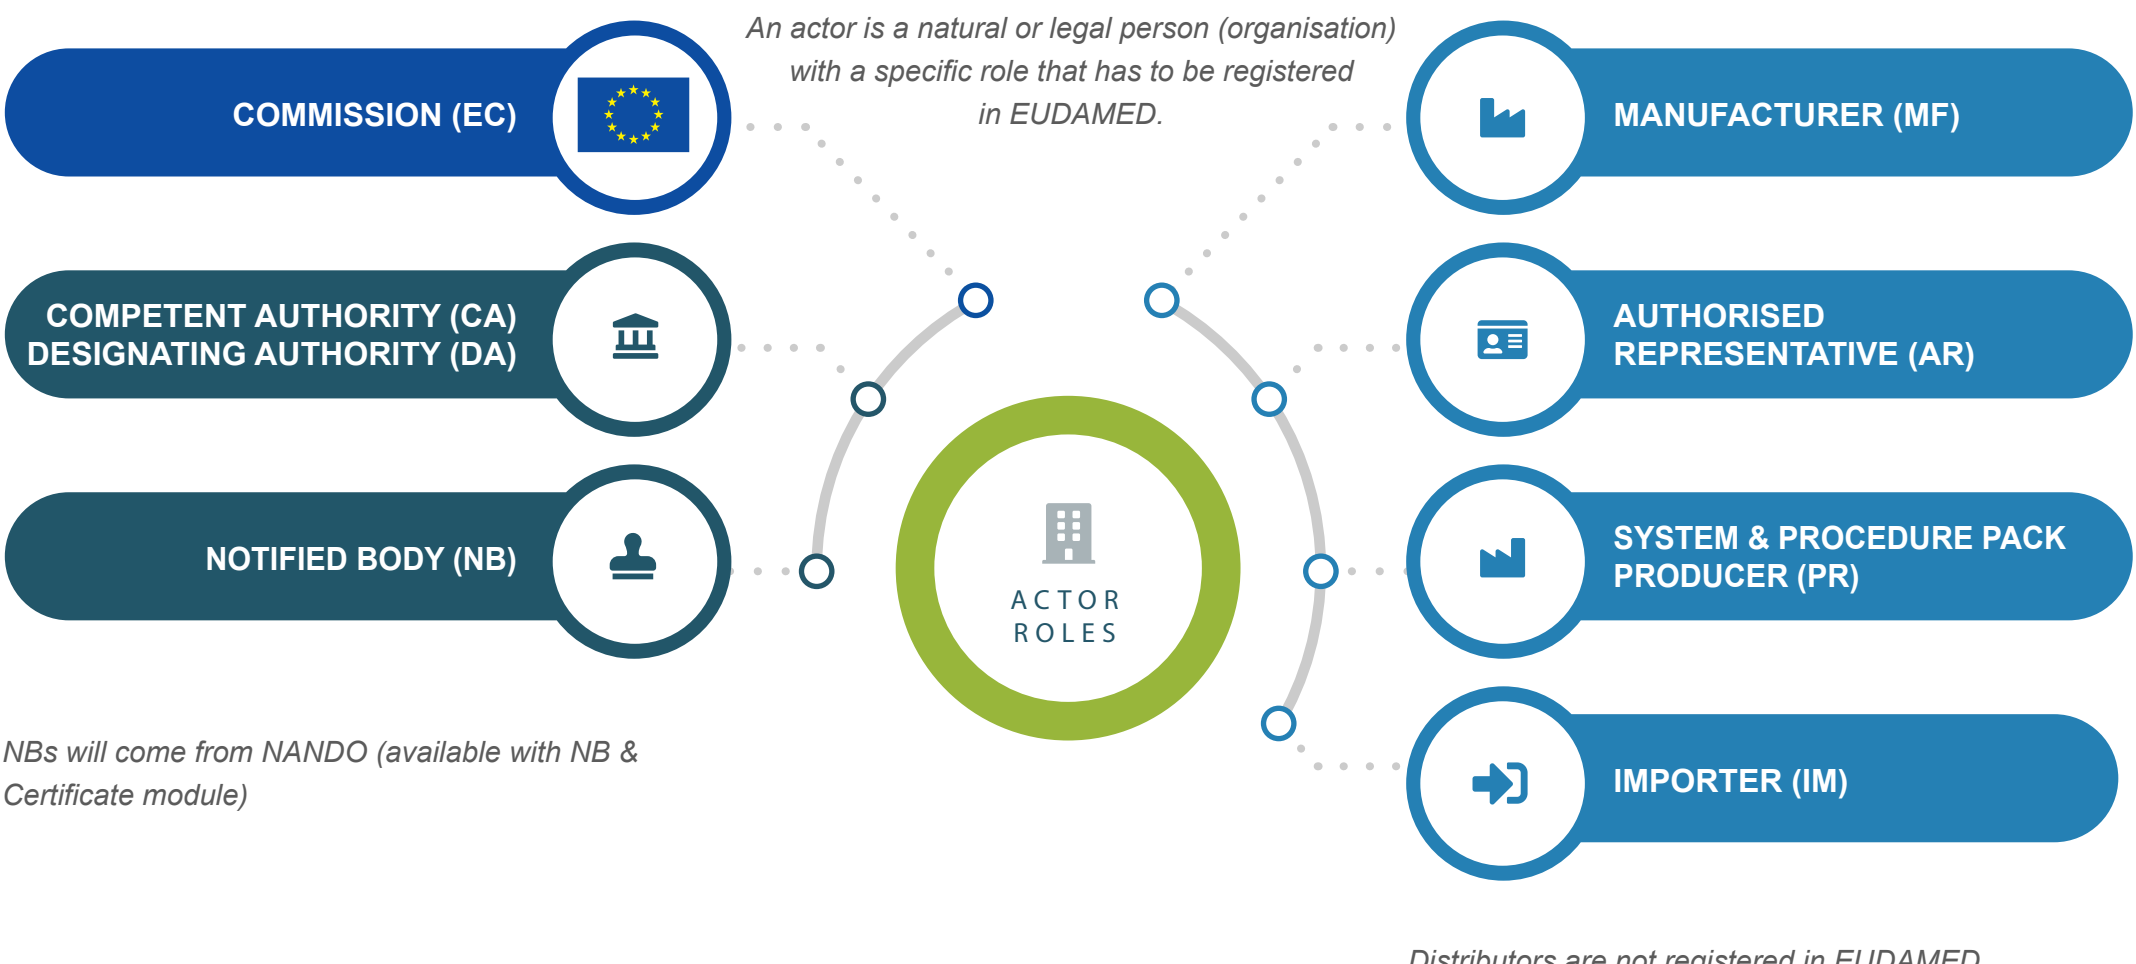 An actor is a natural or legal person (organisation)
with a specific role that has to be registered
in EUDAMED.
COMMISSION (EC)
COMPETENT AUTHORITY (CA)
DESIGNATING AUTHORITY (DA)
NOTIFIED BODY (NB)
NBs will come from NANDO (available with NB &
Certificate module)
ACTOR
ROLES
MANUFACTURER (MF)
AUTHORISED
REPRESENTATIVE (AR)
SYSTEM & PROCEDURE PACK
PRODUCER (PR)
IMPORTER (IM)
Distributors are not registered in EUDAMED